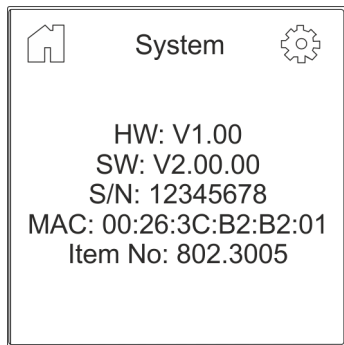 System
HW: V1.00
SW: V2.00.00
S/N: 12345678
MAC: 00:26:3C:B2:B2:01
Item No: 802.3005